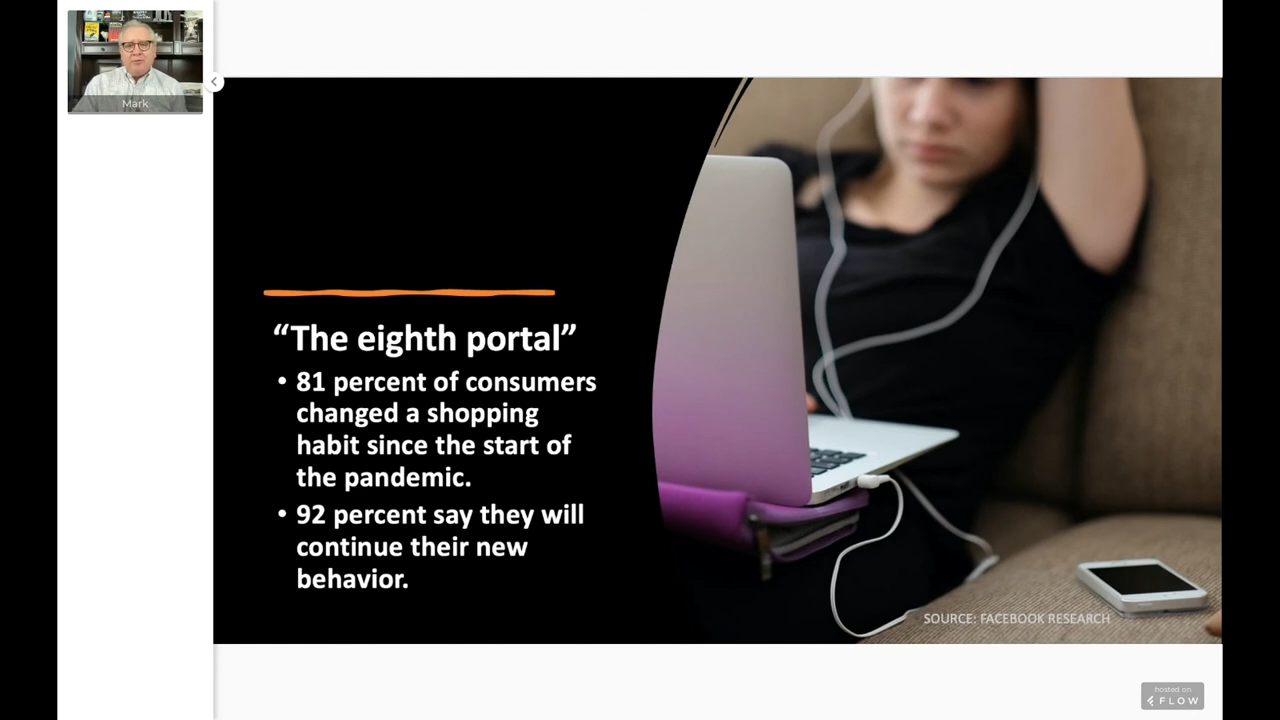 Mark
“The eighth portal”
• 81 percent of consumers
changed a shopping
habit since the start of
the pandemic.
• 92 percent say they will
continue their new
behavior.
SOURCE: FACEBOOK RESEARCH
hosted on
FLOW